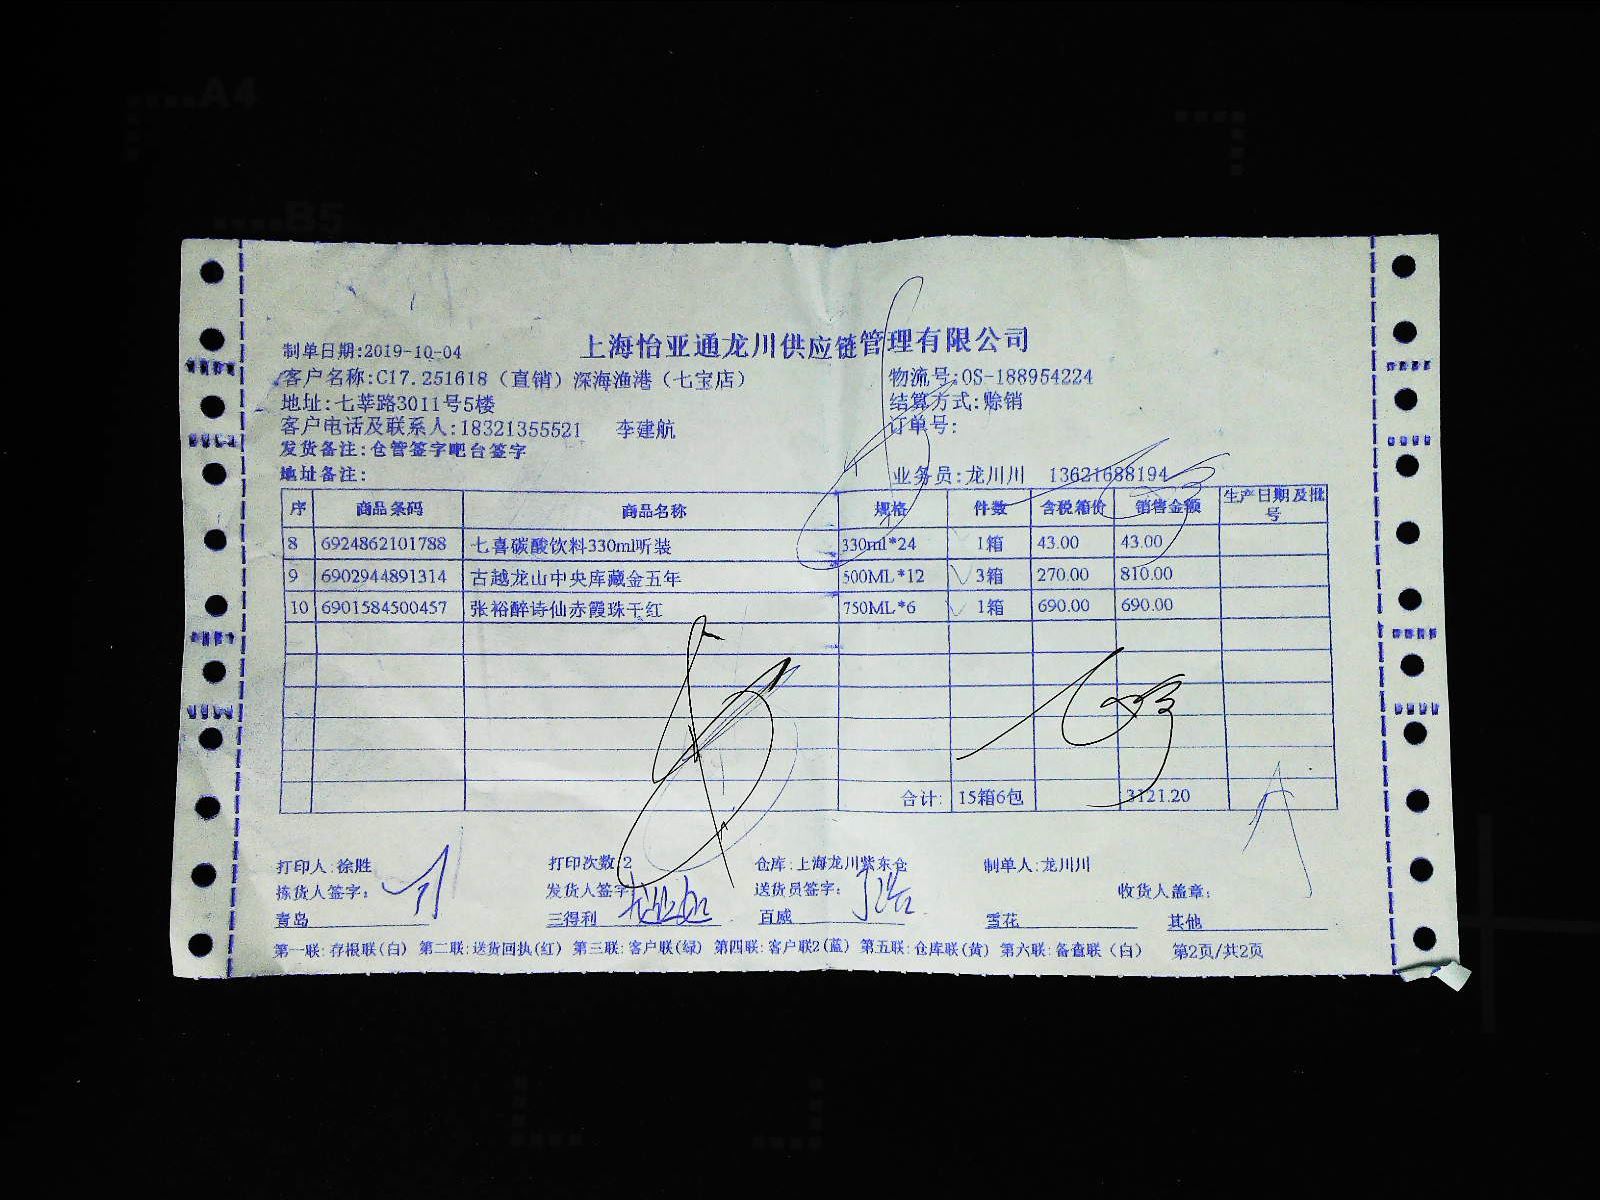 A4
B5
上海怡亚通龙川供应链管理有限公司
制单日期:2019-10-04
客户名称:C17.251618（直销）深海渔港（七宝店） 物流号:OS-188954224
地址:七莘路3011号5楼 结算方式:赊销
客户电话及联系人:18321355521 李建航 订单号:
发货备注:仓管签字吧台签字
地址备注: 业务员:龙川川 13621688194
序 商品条码 商品名称 规格 件数 含税箱价 销售金额 生产日期及批号
8 6924862101788 七喜碳酸饮料330ml听装 330ml*24 1箱 43.00 43.00
9 6902944891314 古越龙山中央库藏金五年 500ML*12 3箱 270.00 810.00
10 6901584500457 张裕醉诗仙赤霞珠干红 750ML*6 1箱 690.00 690.00
合计: 15箱6包 3121.20
打印人:徐胜 打印次数:2 仓库:上海龙川紫东仓 制单人:龙川川
拣货人签字: 发货人签字: 送货员签字: 收货人盖章:
青岛 三得利 百威 雪花 其他
第一联:存根联(白) 第二联:送货回执(红) 第三联:客户联(绿) 第四联:客户联2(蓝) 第五联:仓库联(黄) 第六联:备查联（白） 第2页/共2页